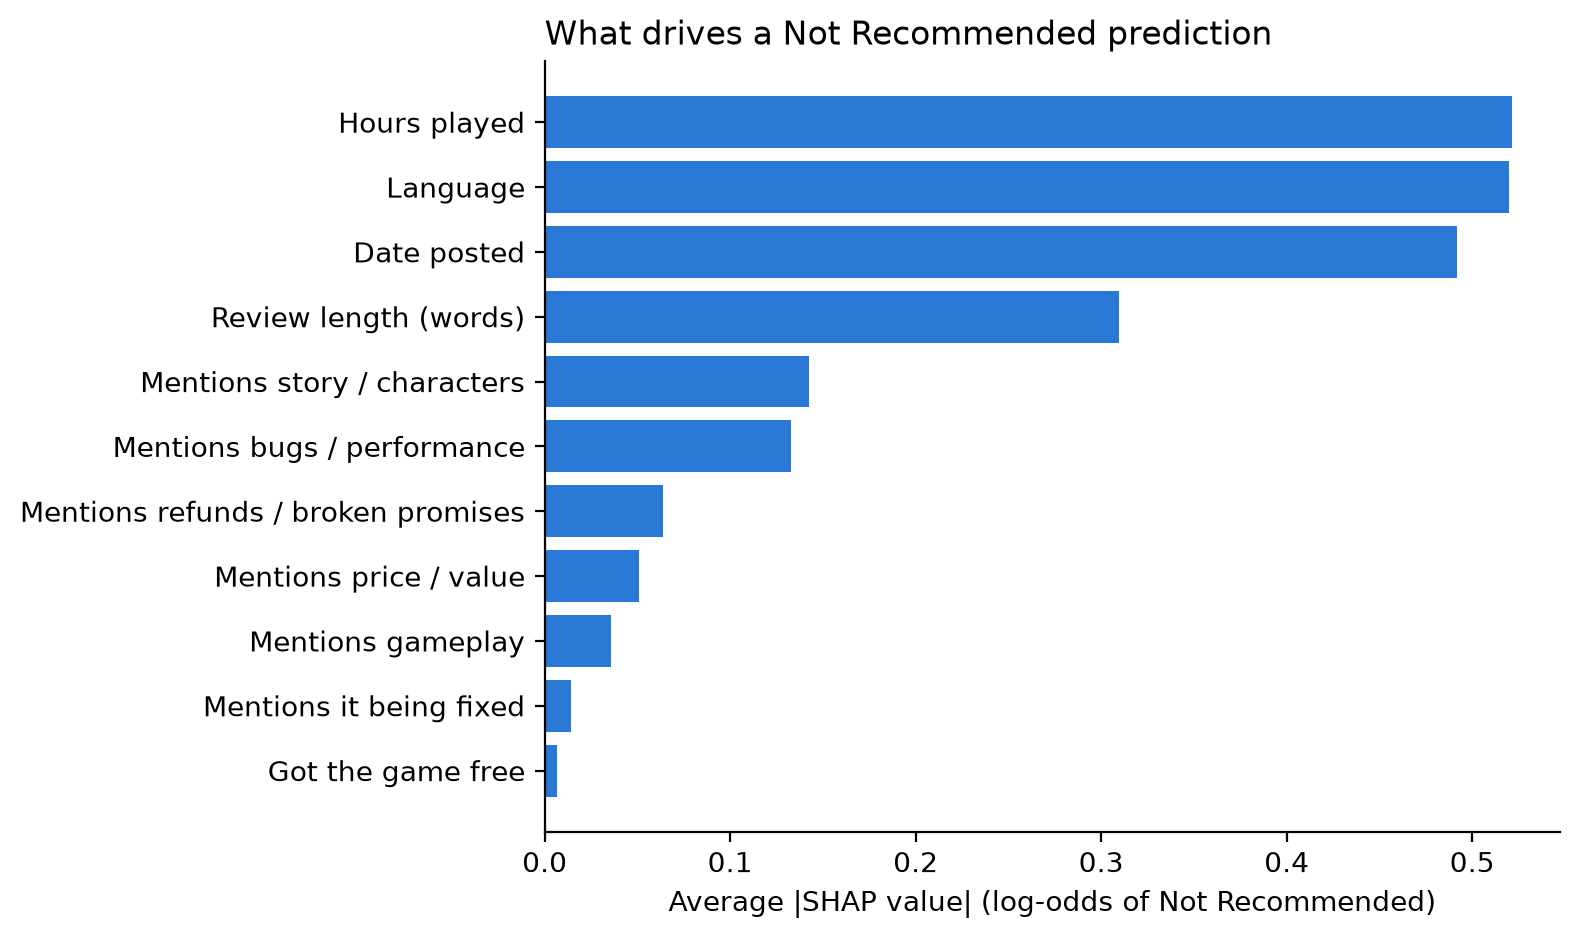 What drives a Not Recommended prediction
Hours played
Language
Date posted
Review length (words)
Mentions story / characters
Mentions bugs / performance
Mentions refunds / broken promises
Mentions price / value
Mentions gameplay
Mentions it being fixed
Got the game free
0.0 0.1 0.2 0.3 0.4 0.5
Average |SHAP value| (log-odds of Not Recommended)